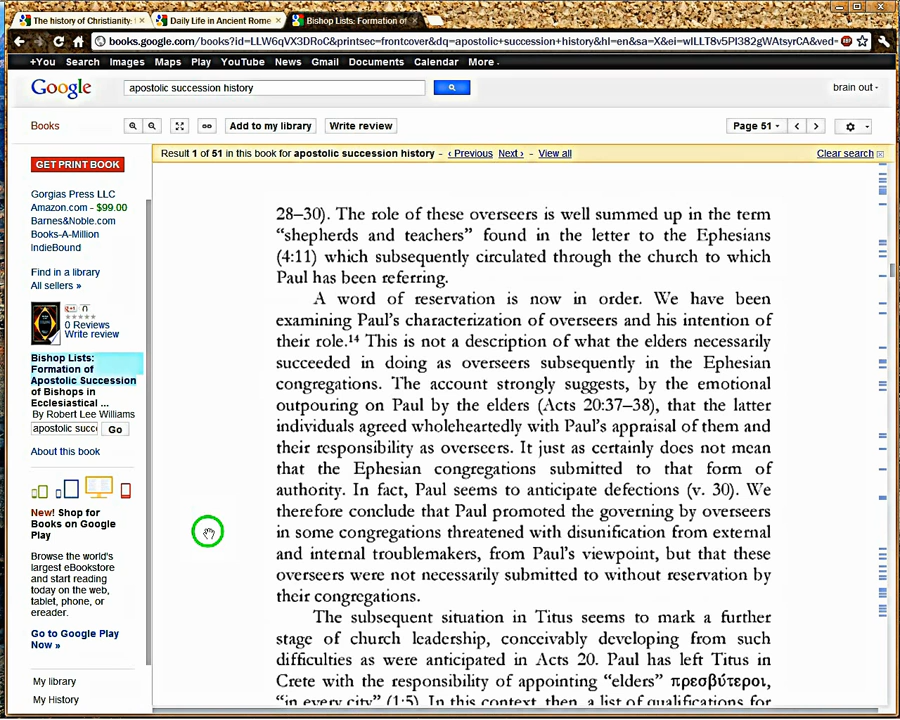 The history of Christianity:
Daily Life in Ancient Rome
Bishop Lists: Formation of
books.google.com/books?id=LLW6qVX3DRoC&printsec=frontcover&dq=apostolic+succession+history&hl=en&sa=X&ei=wILLT8v5PI382gWAtsyrCA&ved=
+You Search Images Maps Play YouTube News Gmail Documents Calendar More
Google
apostolic succession history
brain out
Books
Add to my library
Write review
Page 51
Result 1 of 51 in this book for apostolic succession history - ‹ Previous Next › - View all
Clear search
GET PRINT BOOK
Gorgias Press LLC
Amazon.com - $99.00
Barnes&Noble.com
Books-A-Million
IndieBound
Find in a library
All sellers »
0
0 Reviews
Write review
Bishop Lists:
Formation of
Apostolic Succession
of Bishops in
Ecclesiastical ...
By Robert Lee Williams
apostolic succ
Go
About this book
New! Shop for
Books on Google
Play
Browse the world's
largest eBookstore
and start reading
today on the web,
tablet, phone, or
ereader.
Go to Google Play
Now »
My library
My History
28–30). The role of these overseers is well summed up in the term
“shepherds and teachers” found in the letter to the Ephesians
(4:11) which subsequently circulated through the church to which
Paul has been referring.
A word of reservation is now in order. We have been
examining Paul’s characterization of overseers and his intention of
their role.¹⁴ This is not a description of what the elders necessarily
succeeded in doing as overseers subsequently in the Ephesian
congregations. The account strongly suggests, by the emotional
outpouring on Paul by the elders (Acts 20:37–38), that the latter
individuals agreed wholeheartedly with Paul’s appraisal of them and
their responsibility as overseers. It just as certainly does not mean
that the Ephesian congregations submitted to that form of
authority. In fact, Paul seems to anticipate defections (v. 30). We
therefore conclude that Paul promoted the governing by overseers
in some congregations threatened with disunification from external
and internal troublemakers, from Paul’s viewpoint, but that these
overseers were not necessarily submitted to without reservation by
their congregations.
The subsequent situation in Titus seems to mark a further
stage of church leadership, conceivably developing from such
difficulties as were anticipated in Acts 20. Paul has left Titus in
Crete with the responsibility of appointing “elders” πρεσβύτεροι,
“in every city” (1:5). In this context, then, a list of qualifications for